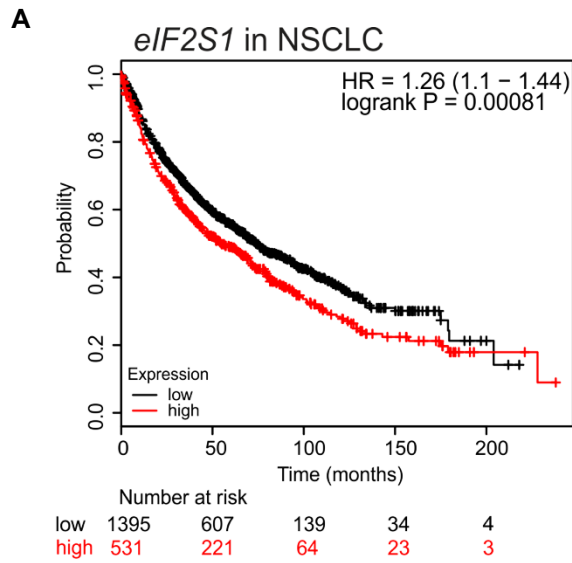 A
eIF2S1 in NSCLC
HR = 1.26 (1.1 − 1.44)
logrank P = 0.00081
Probability
1.0
0.8
0.6
0.4
0.2
0.0
Expression
low
high
0 50 100 150 200
Time (months)
Number at risk
low 1395 607 139 34 4
high 531 221 64 23 3